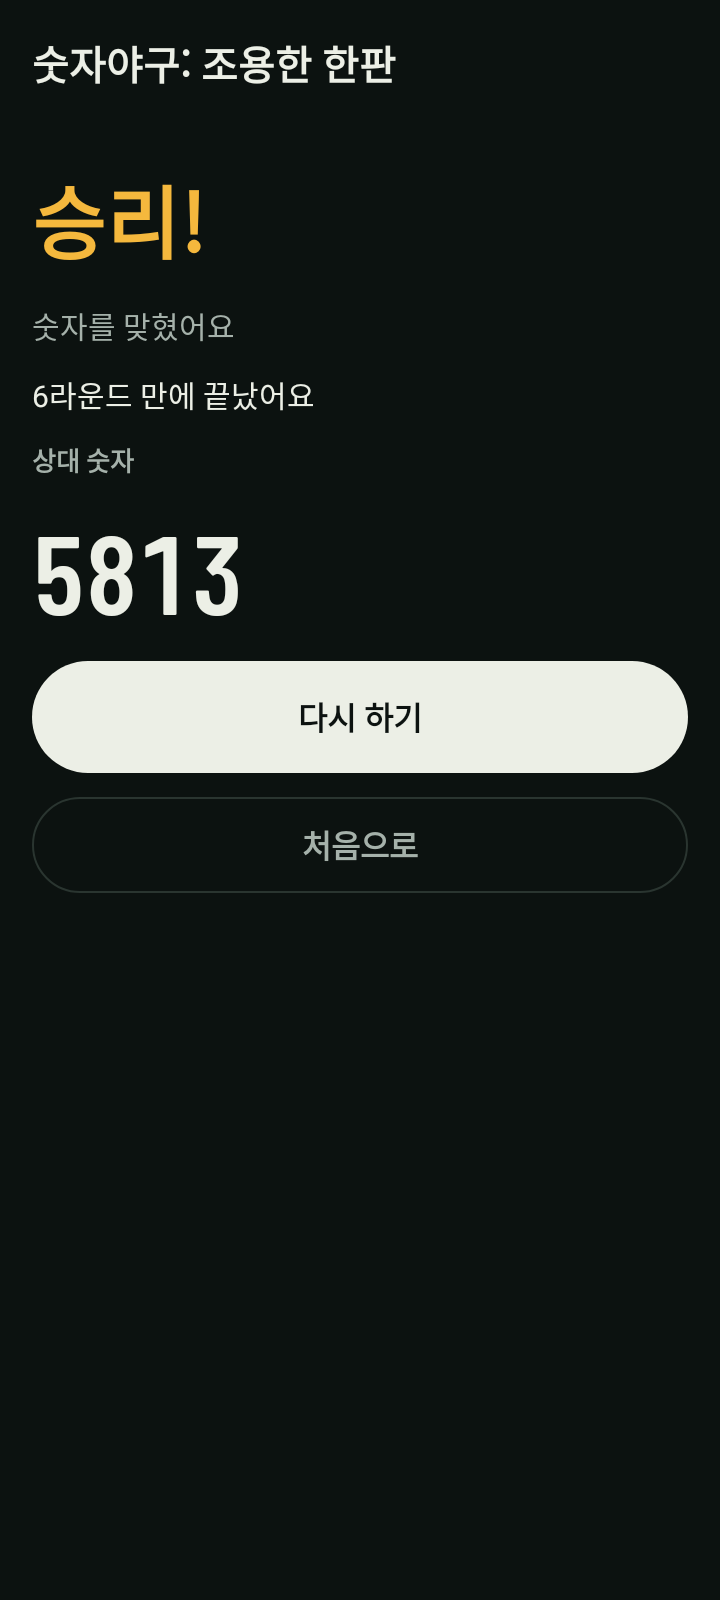 숫자야구: 조용한 한판
승리!
숫자를 맞혔어요
6라운드 만에 끝났어요
상대 숫자
5813
다시 하기
처음으로